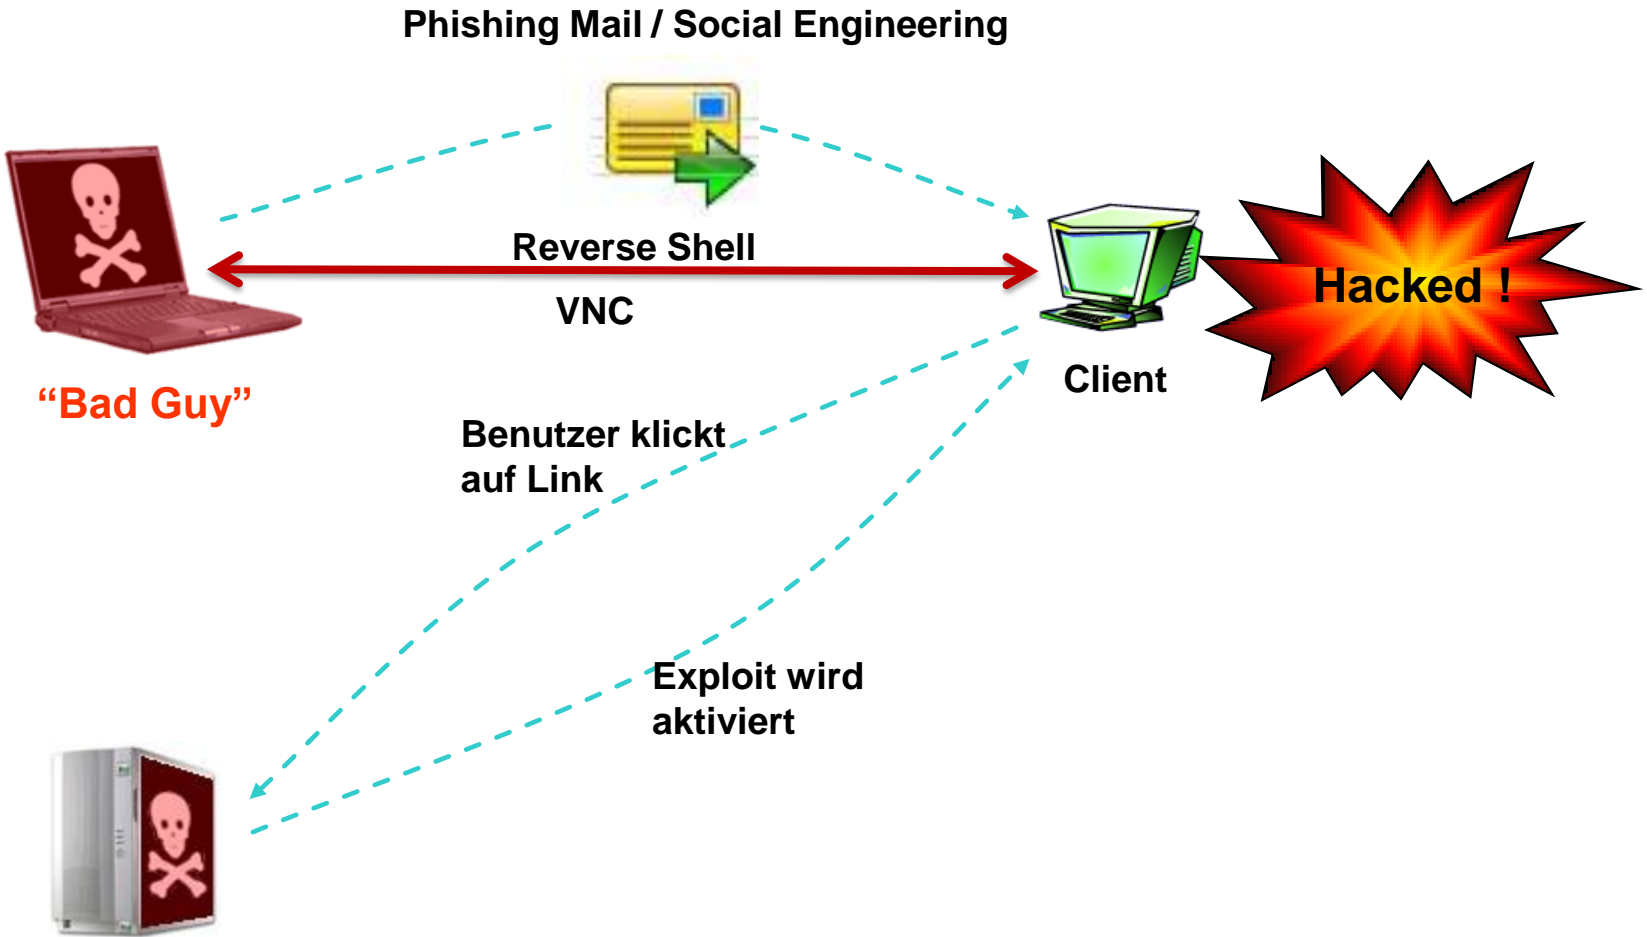 Phishing Mail / Social Engineering
Reverse Shell
VNC
Hacked !
“Bad Guy”
Client
Benutzer klickt
auf Link
Exploit wird
aktiviert